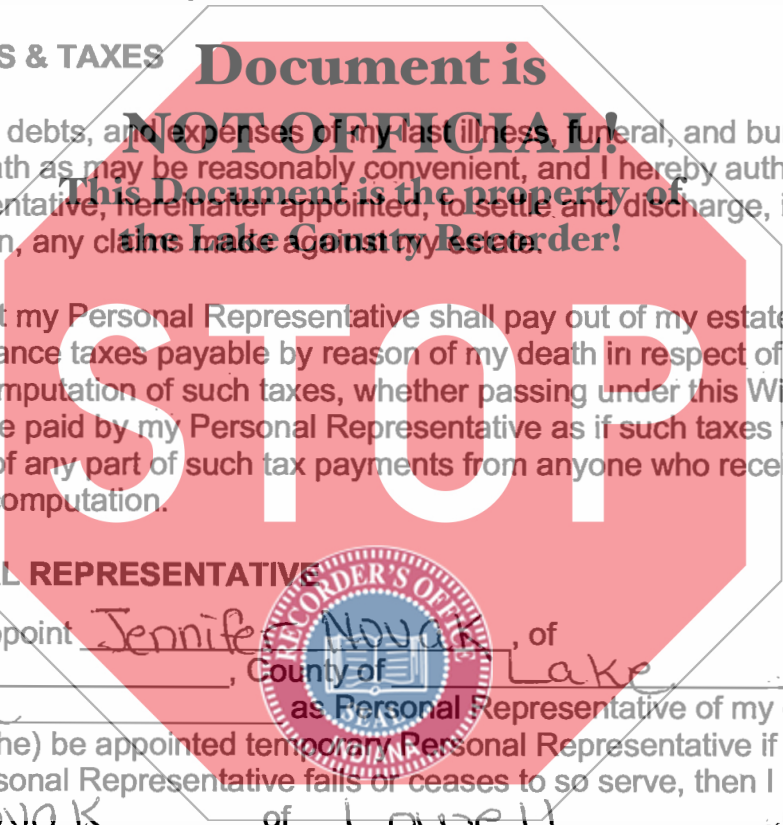 S & TAXES
Document is
NOT OFFICIAL!
debts, and expenses of my last illness, funeral, and bu
ath as may be reasonably convenient, and I hereby auth
This Document is the property of
entative, hereinafter appointed, to settle and discharge, i
the Lake County Recorder!
n, any claims made against my estate.
t my Personal Representative shall pay out of my estate
ance taxes payable by reason of my death in respect of
mputation of such taxes, whether passing under this Wi
STOP
e paid by my Personal Representative as if such taxes
of any part of such tax payments from anyone who rece
omputation.
L REPRESENTATIVE
RECORDER'S OFFICE
ppoint Jennifer Novak, of
, County of Lake
SEAL
as Personal Representative of my
INDIANA
he) be appointed temporary Personal Representative if
sonal Representative fails or ceases to so serve, then I
ovak of Lowell